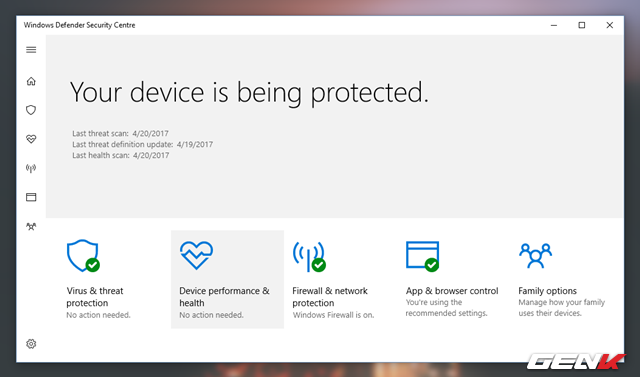 Windows Defender Security Centre
Your device is being protected.
Last threat scan: 4/20/2017
Last threat definition update: 4/19/2017
Last health scan: 4/20/2017
Virus & threat
protection
No action needed.
Device performance &
health
No action needed.
Firewall & network
protection
Windows Firewall is on.
App & browser control
You're using the
recommended settings.
Family options
Manage how your family
uses their devices.
GENK